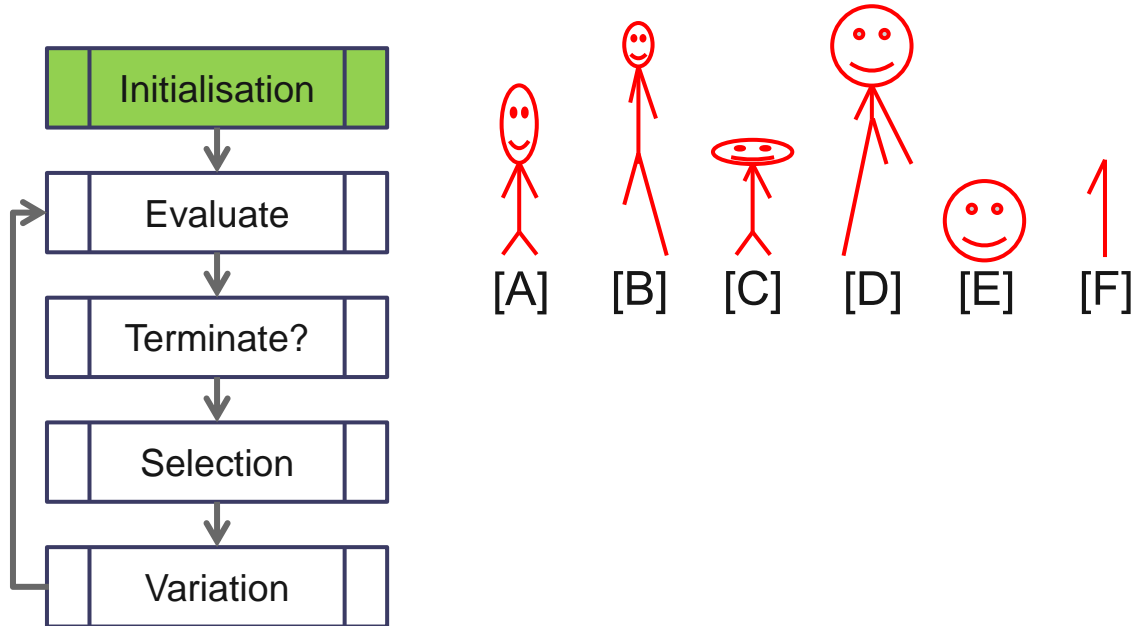 Initialisation
Evaluate
Terminate?
Selection
Variation
[A] [B] [C] [D] [E] [F]